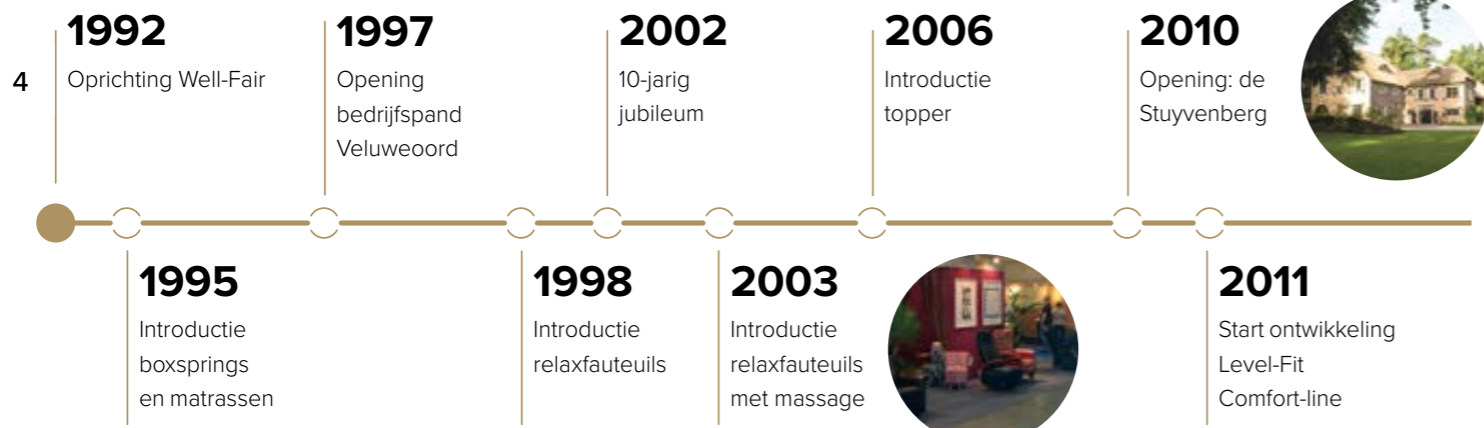 4
1992
Oprichting Well-Fair
1997
Opening
bedrijfspand
Veluweoord
2002
10-jarig
jubileum
2006
Introductie
topper
2010
Opening: de
Stuyvenberg
1995
Introductie
boxsprings
en matrassen
1998
Introductie
relaxfauteuils
2003
Introductie
relaxfauteuils
met massage
2011
Start ontwikkeling
Level-Fit
Comfort-line